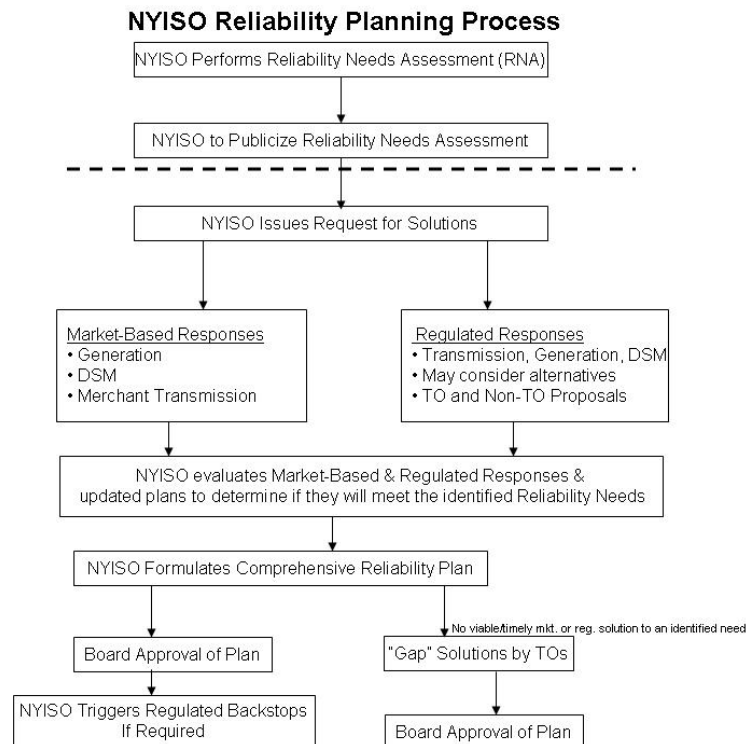 NYISO Reliability Planning Process
NYISO Performs Reliability Needs Assessment (RNA)
NYISO to Publicize Reliability Needs Assessment
NYISO Issues Request for Solutions
Market-Based Responses
• Generation
• DSM
• Merchant Transmission
Regulated Responses
• Transmission, Generation, DSM
• May consider alternatives
• TO and Non-TO Proposals
NYISO evaluates Market-Based & Regulated Responses &
updated plans to determine if they will meet the identified Reliability Needs
NYISO Formulates Comprehensive Reliability Plan
No viable/timely mkt. or reg. solution to an identified need
Board Approval of Plan
"Gap" Solutions by TOs
NYISO Triggers Regulated Backstops
If Required
Board Approval of Plan